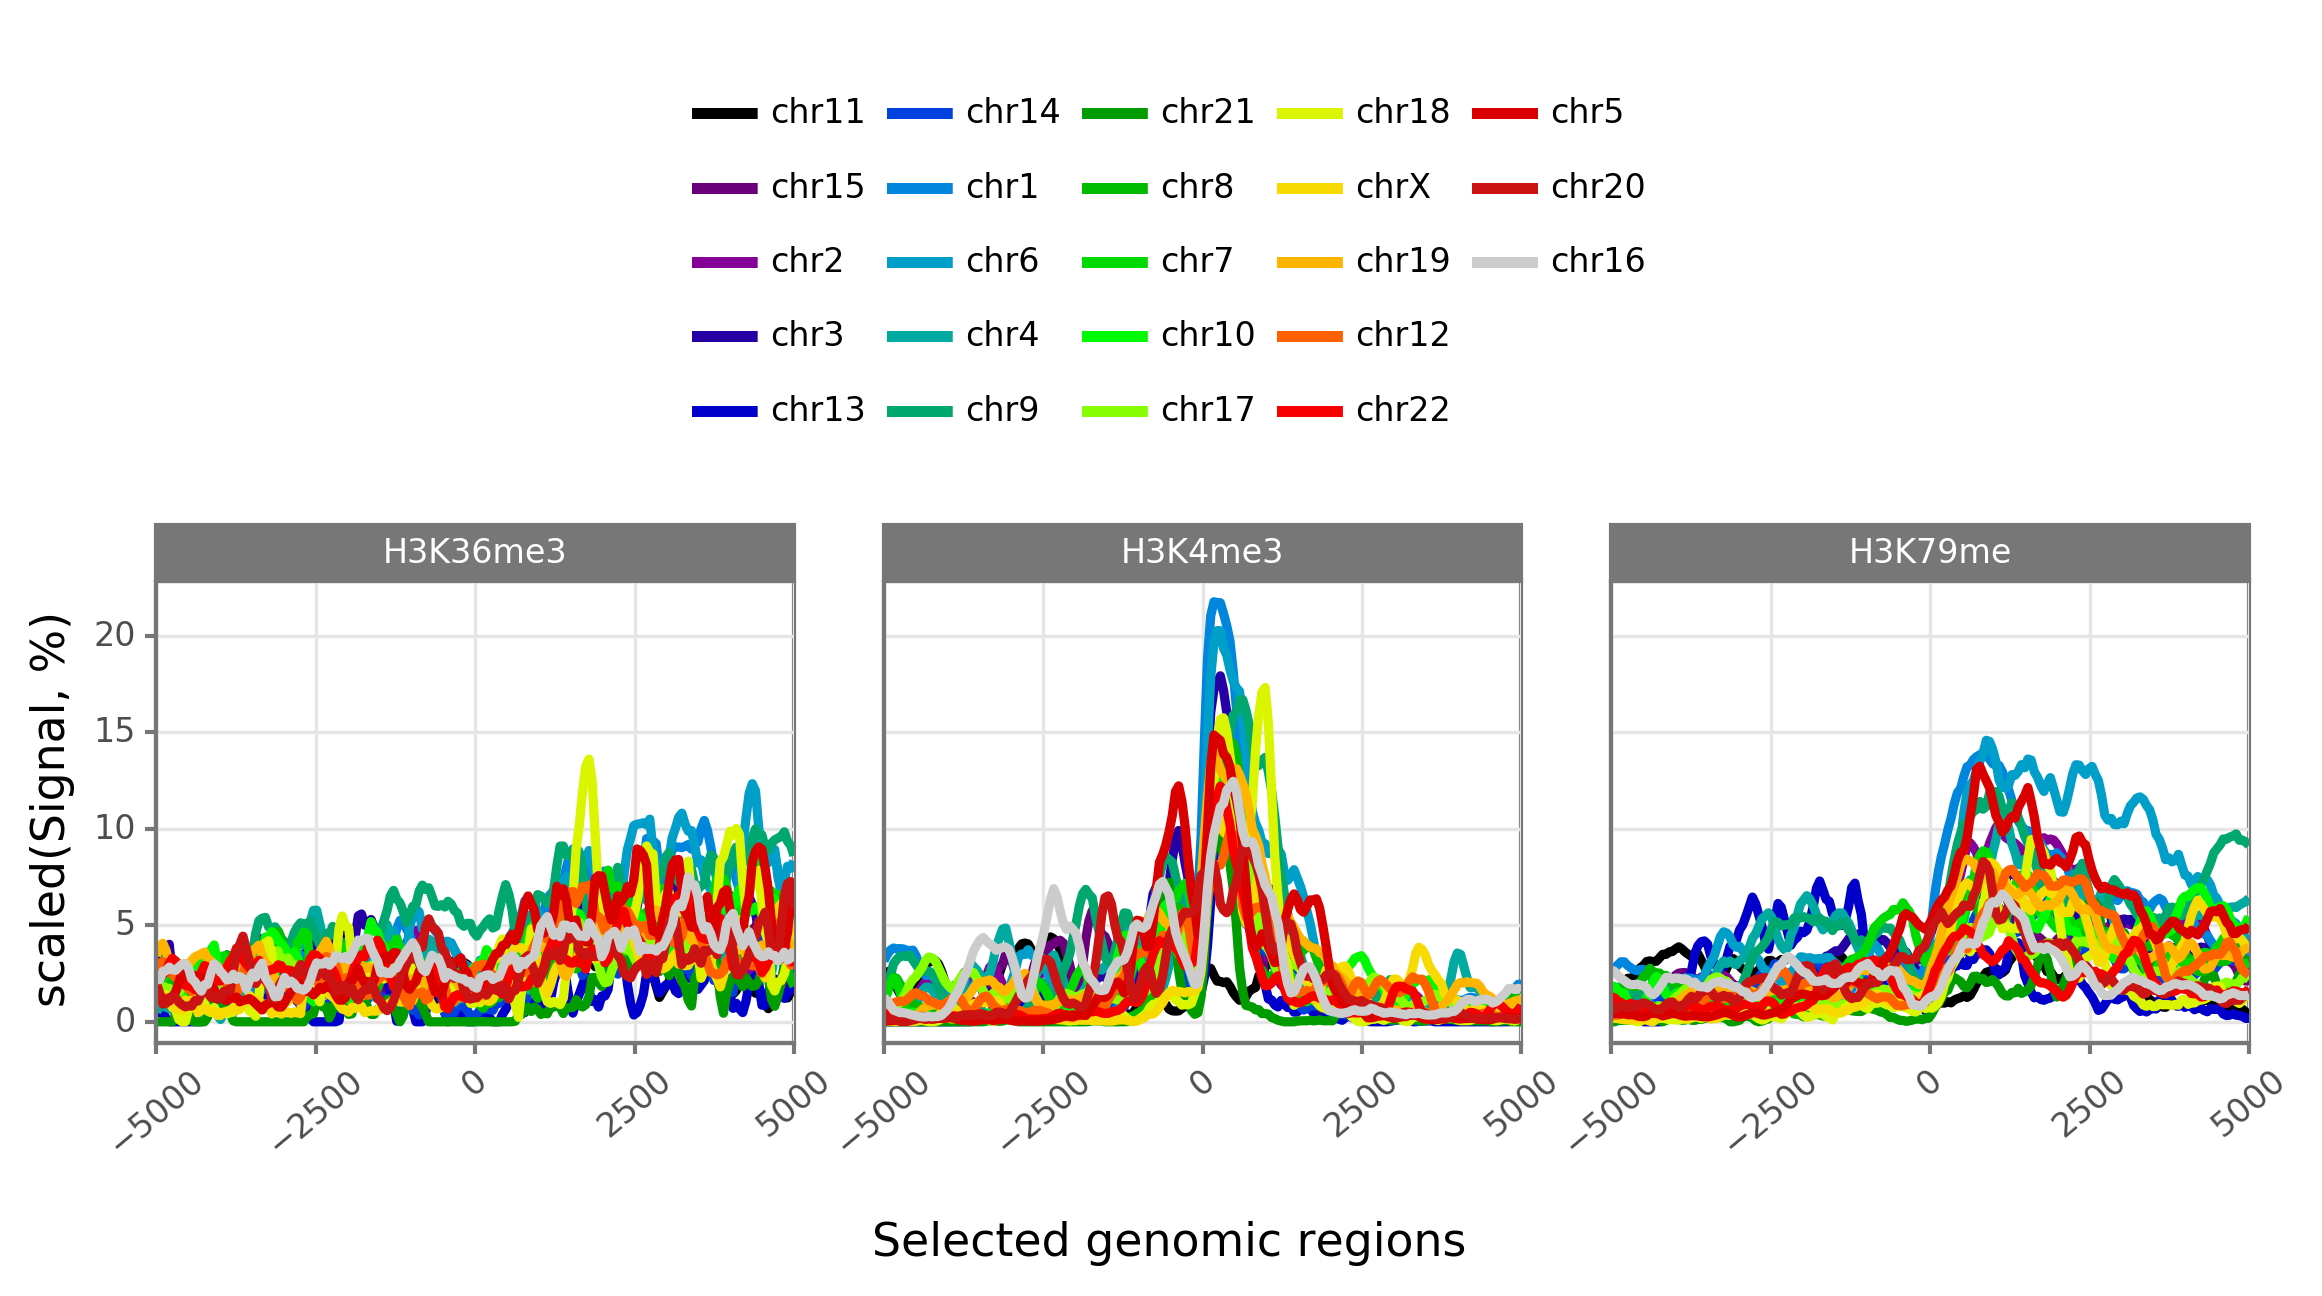 chr11 chr14 chr21 chr18 chr5
chr15 chr1 chr8 chrX chr20
chr2 chr6 chr7 chr19 chr16
chr3 chr4 chr10 chr12
chr13 chr9 chr17 chr22
H3K36me3 H3K4me3 H3K79me
scaled(Signal, %)
20
15
10
5
0
−5000 −2500 0 2500 5000 −5000 −2500 0 2500 5000 −5000 −2500 0 2500 5000
Selected genomic regions